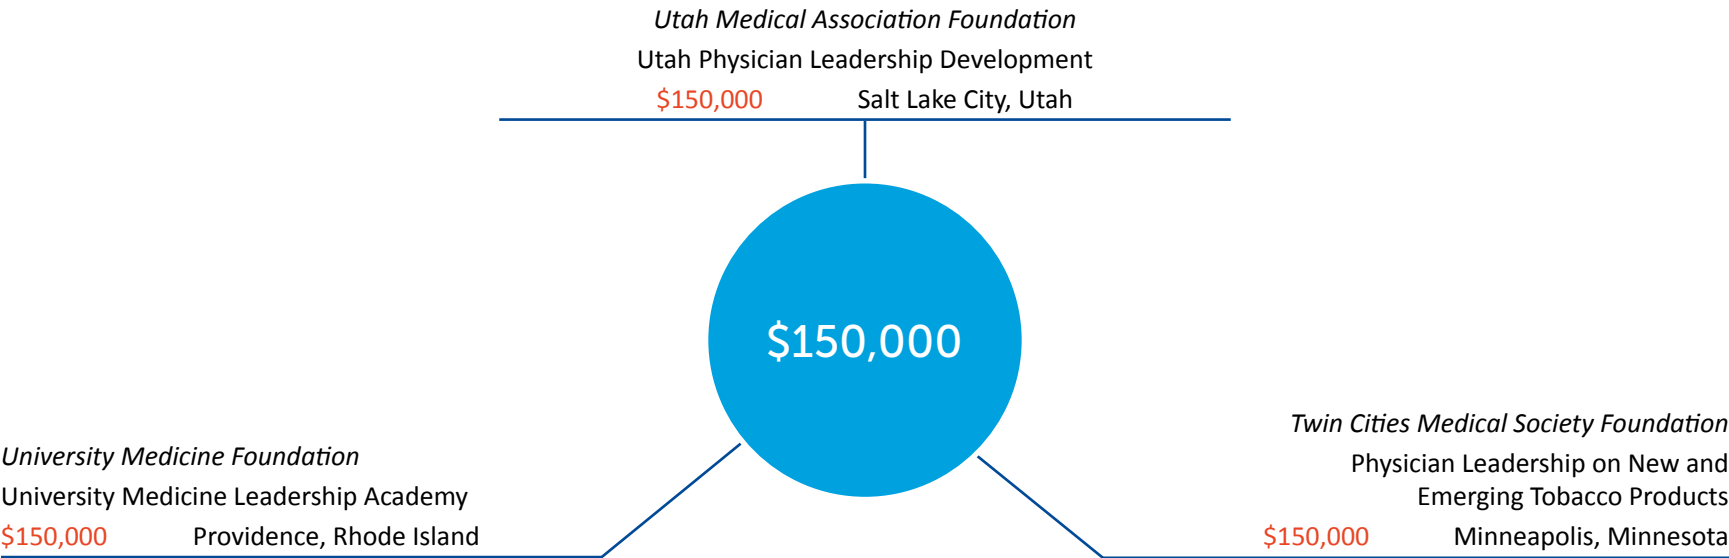 Utah Medical Association Foundation
Utah Physician Leadership Development
$150,000 Salt Lake City, Utah
$150,000
University Medicine Foundation
University Medicine Leadership Academy
$150,000 Providence, Rhode Island
Twin Cities Medical Society Foundation
Physician Leadership on New and
Emerging Tobacco Products
$150,000 Minneapolis, Minnesota